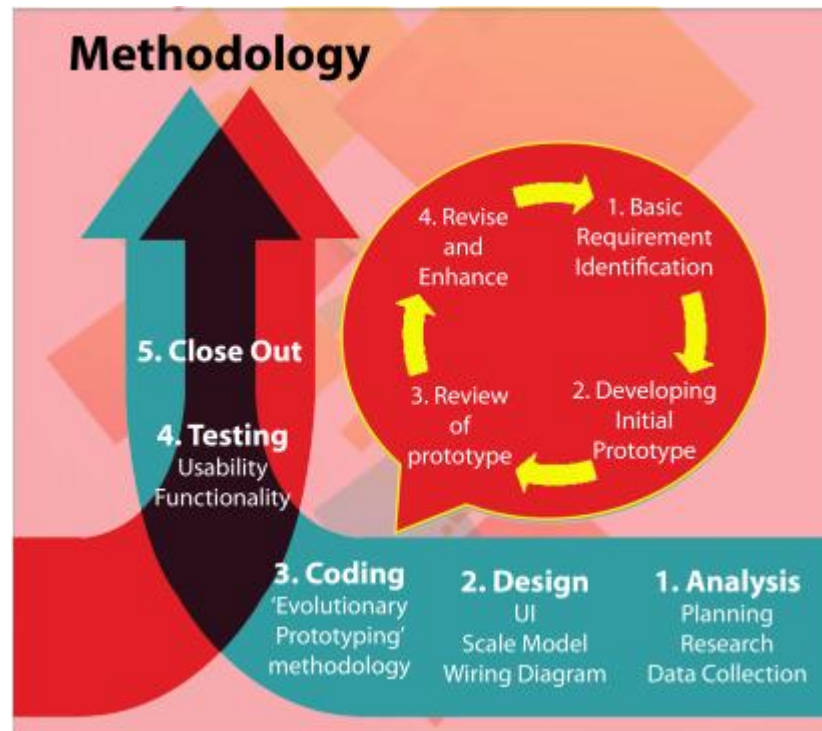 Methodology
1. Basic
Requirement
Identification
2. Developing
Initial
Prototype
3. Review
of
prototype
4. Revise
and
Enhance
1. Analysis
Planning
Research
Data Collection
2. Design
UI
Scale Model
Wiring Diagram
3. Coding
'Evolutionary
Prototyping'
methodology
4. Testing
Usability
Functionality
5. Close Out